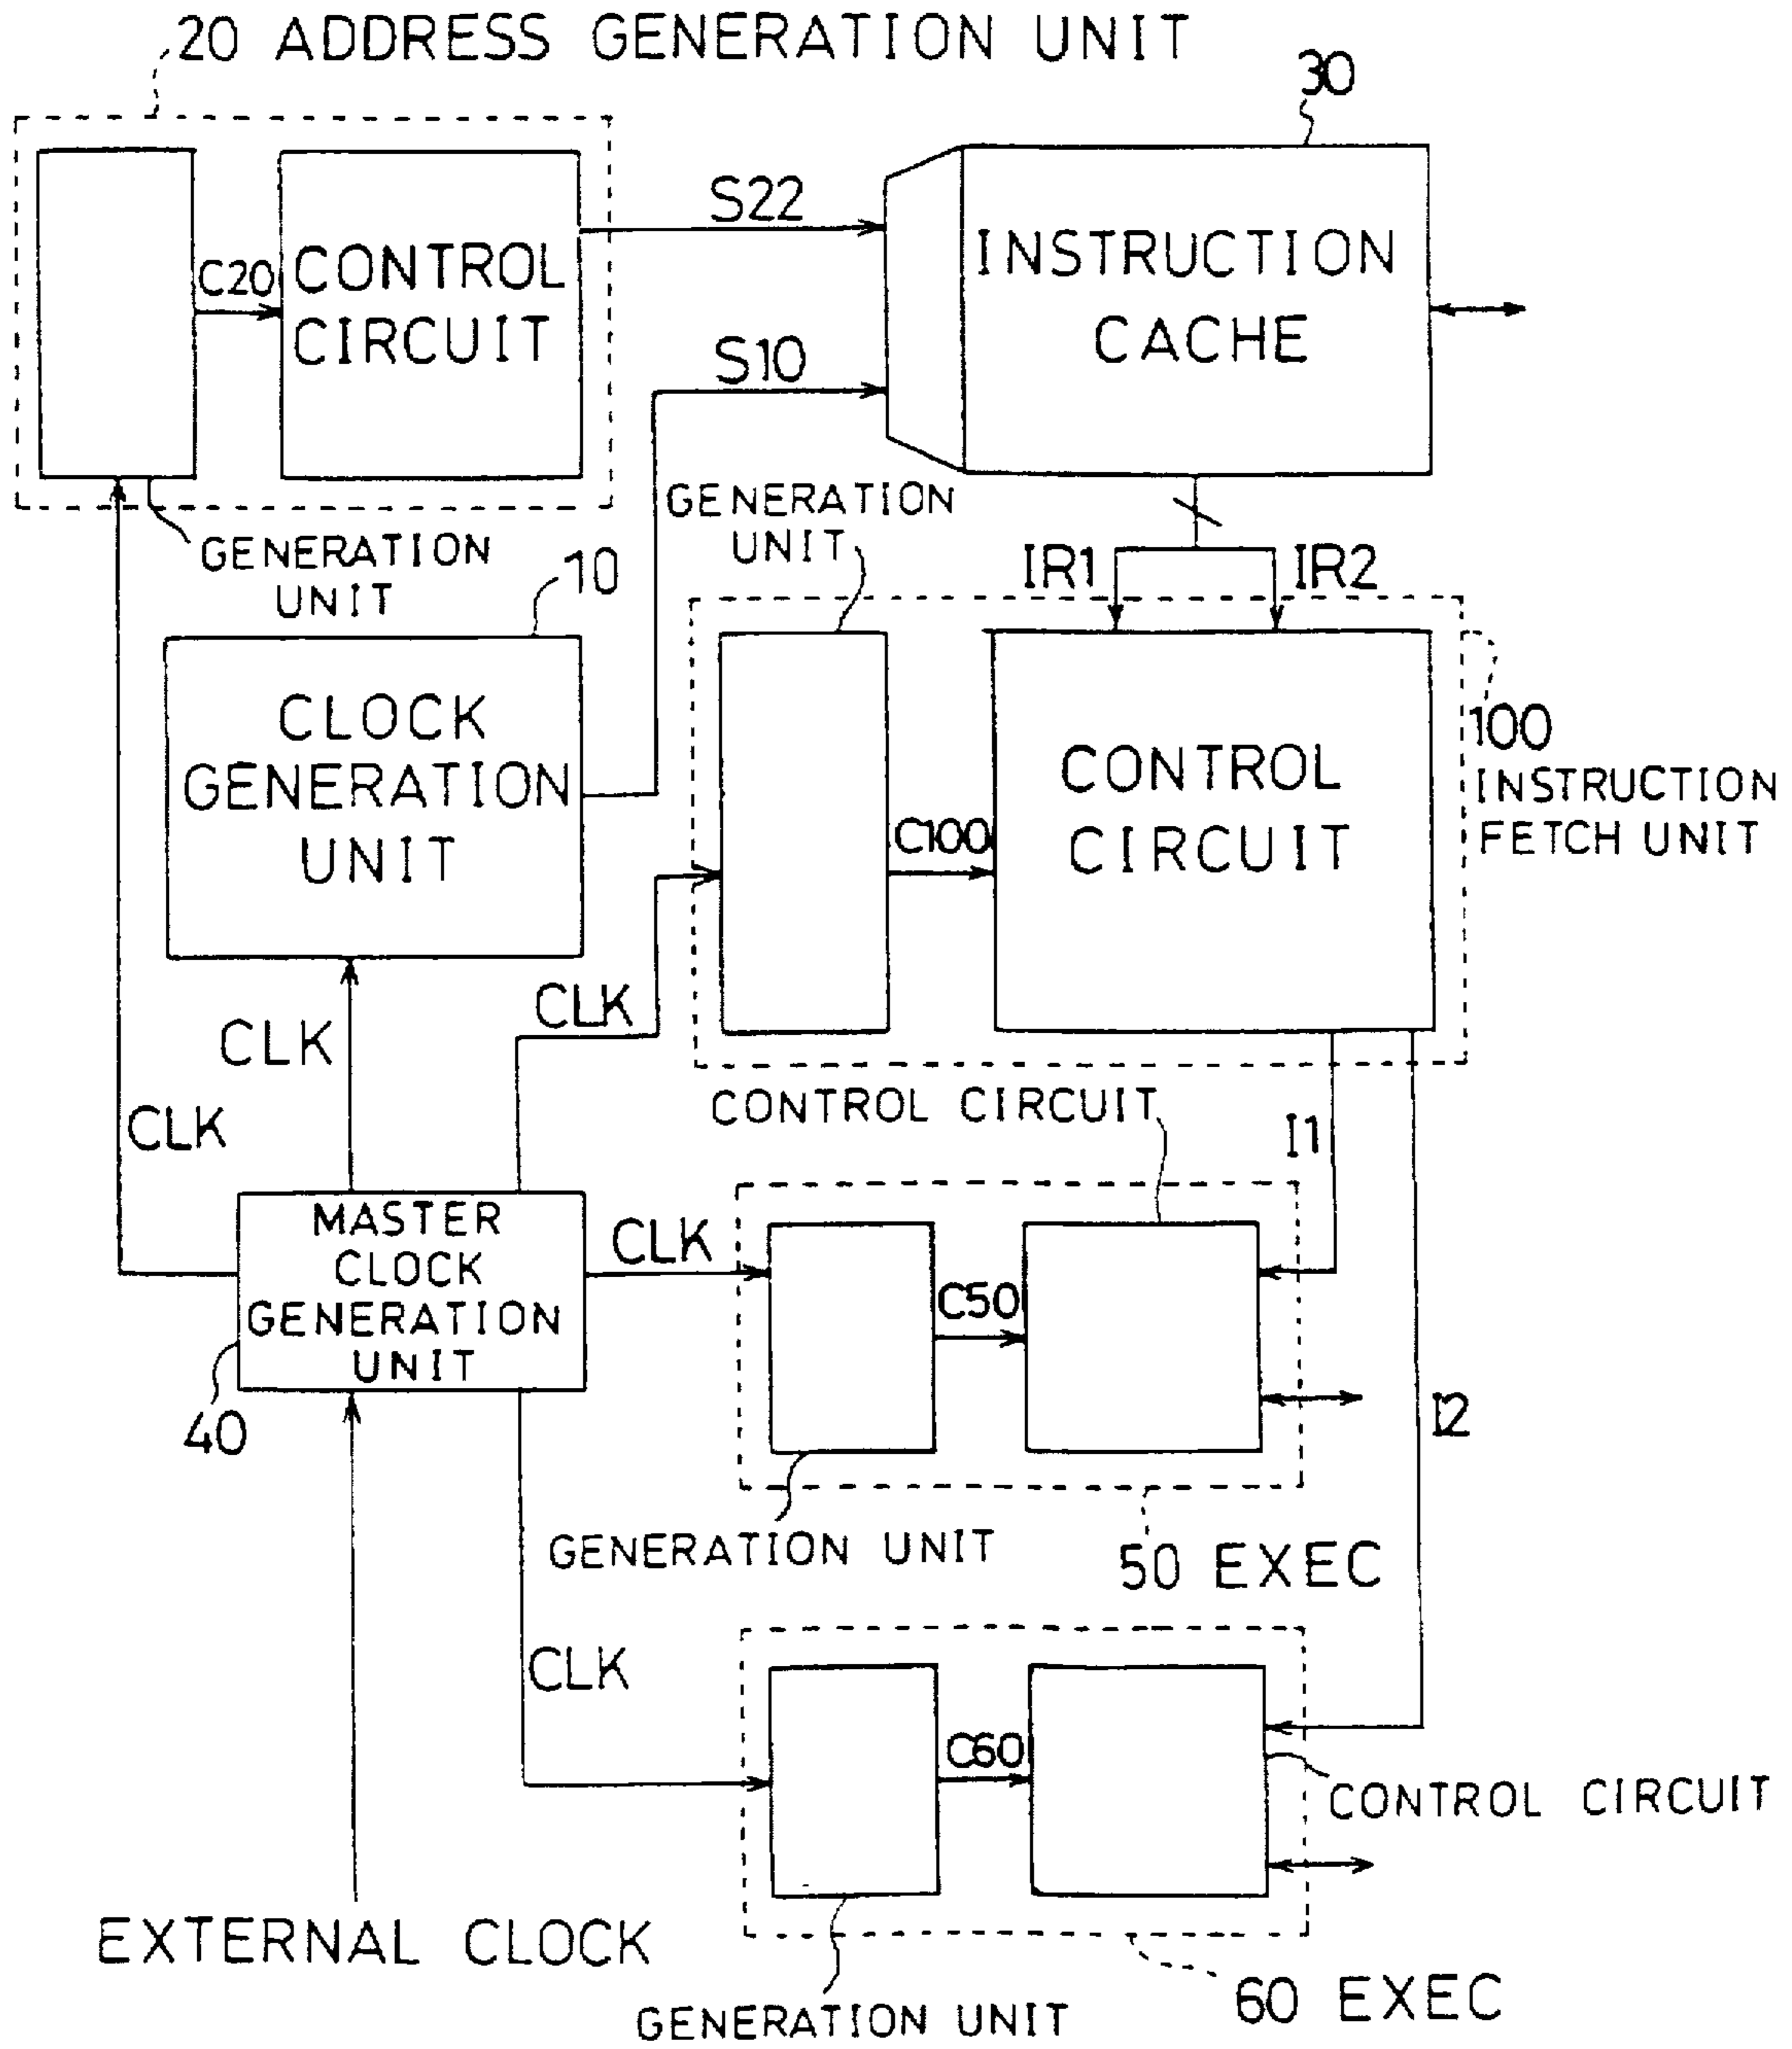 20 ADDRESS GENERATION UNIT
30
S22
INSTRUCTION
CACHE
C20
CONTROL
CIRCUIT
S10
GENERATION
UNIT
GENERATION
UNIT
10
IR1
IR2
CLOCK
GENERATION
UNIT
100
INSTRUCTION
FETCH UNIT
CONTROL
CIRCUIT
C100
CLK
CLK
CLK
CONTROL CIRCUIT
I1
MASTER
CLOCK
GENERATION
UNIT
CLK
C50
40
I2
GENERATION UNIT
50 EXEC
CLK
C60
CONTROL CIRCUIT
EXTERNAL CLOCK
60 EXEC
GENERATION UNIT